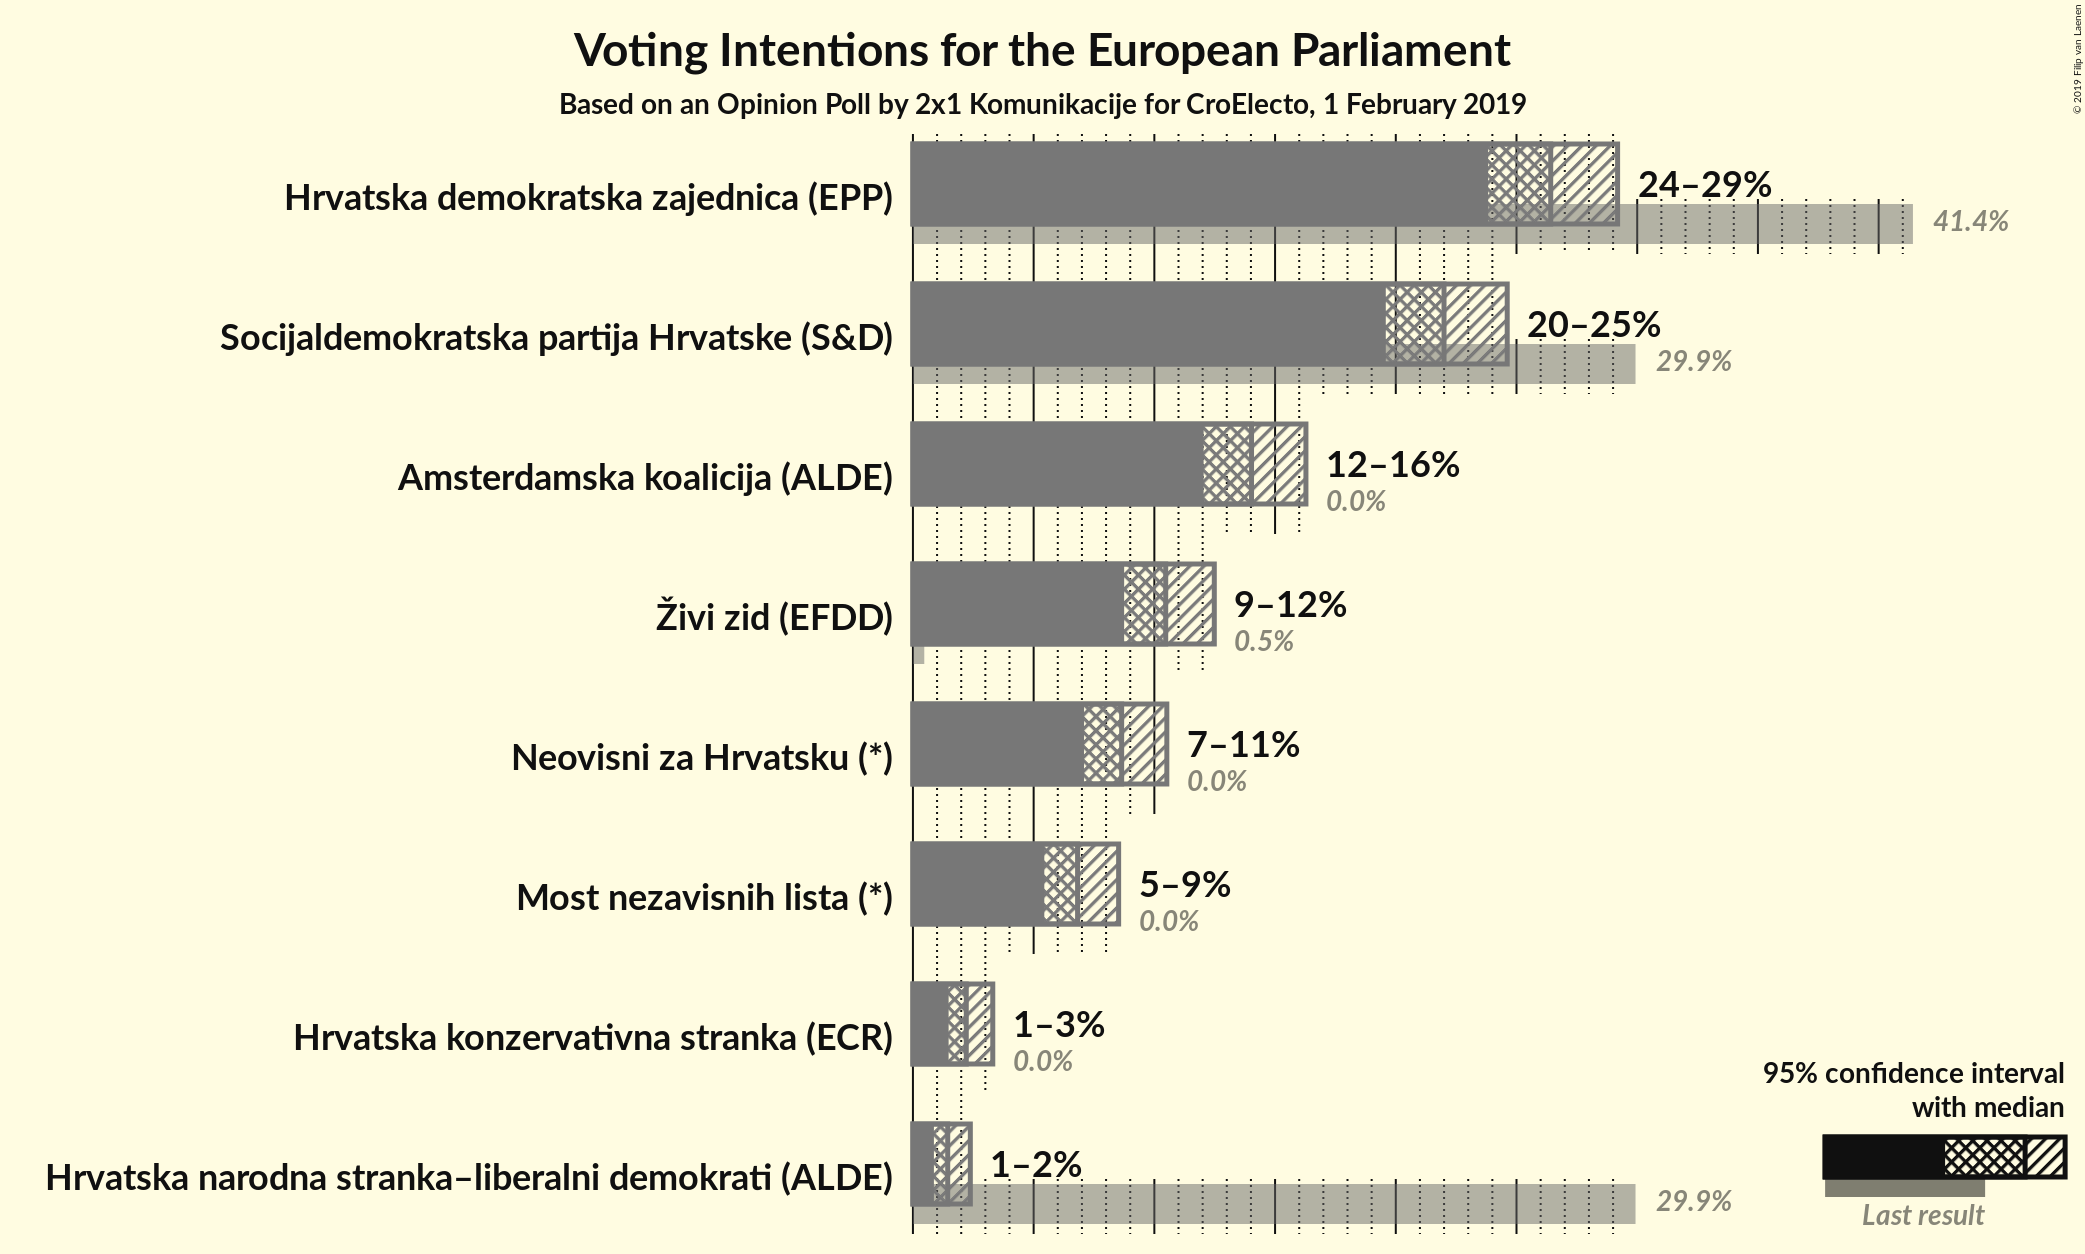 Voting Intentions for the European Parliament
Based on an Opinion Poll by 2x1 Komunikacije for CroElecto, 1 February 2019
© 2019 Filip van Laenen
Hrvatska demokratska zajednica (EPP)
24–29%
41.4%
Socijaldemokratska partija Hrvatske (S&D)
20–25%
29.9%
Amsterdamska koalicija (ALDE)
12–16%
0.0%
Živi zid (EFDD)
9–12%
0.5%
Neovisni za Hrvatsku (*)
7–11%
0.0%
Most nezavisnih lista (*)
5–9%
0.0%
Hrvatska konzervativna stranka (ECR)
1–3%
0.0%
Hrvatska narodna stranka–liberalni demokrati (ALDE)
1–2%
29.9%
95% confidence interval
with median
Last result